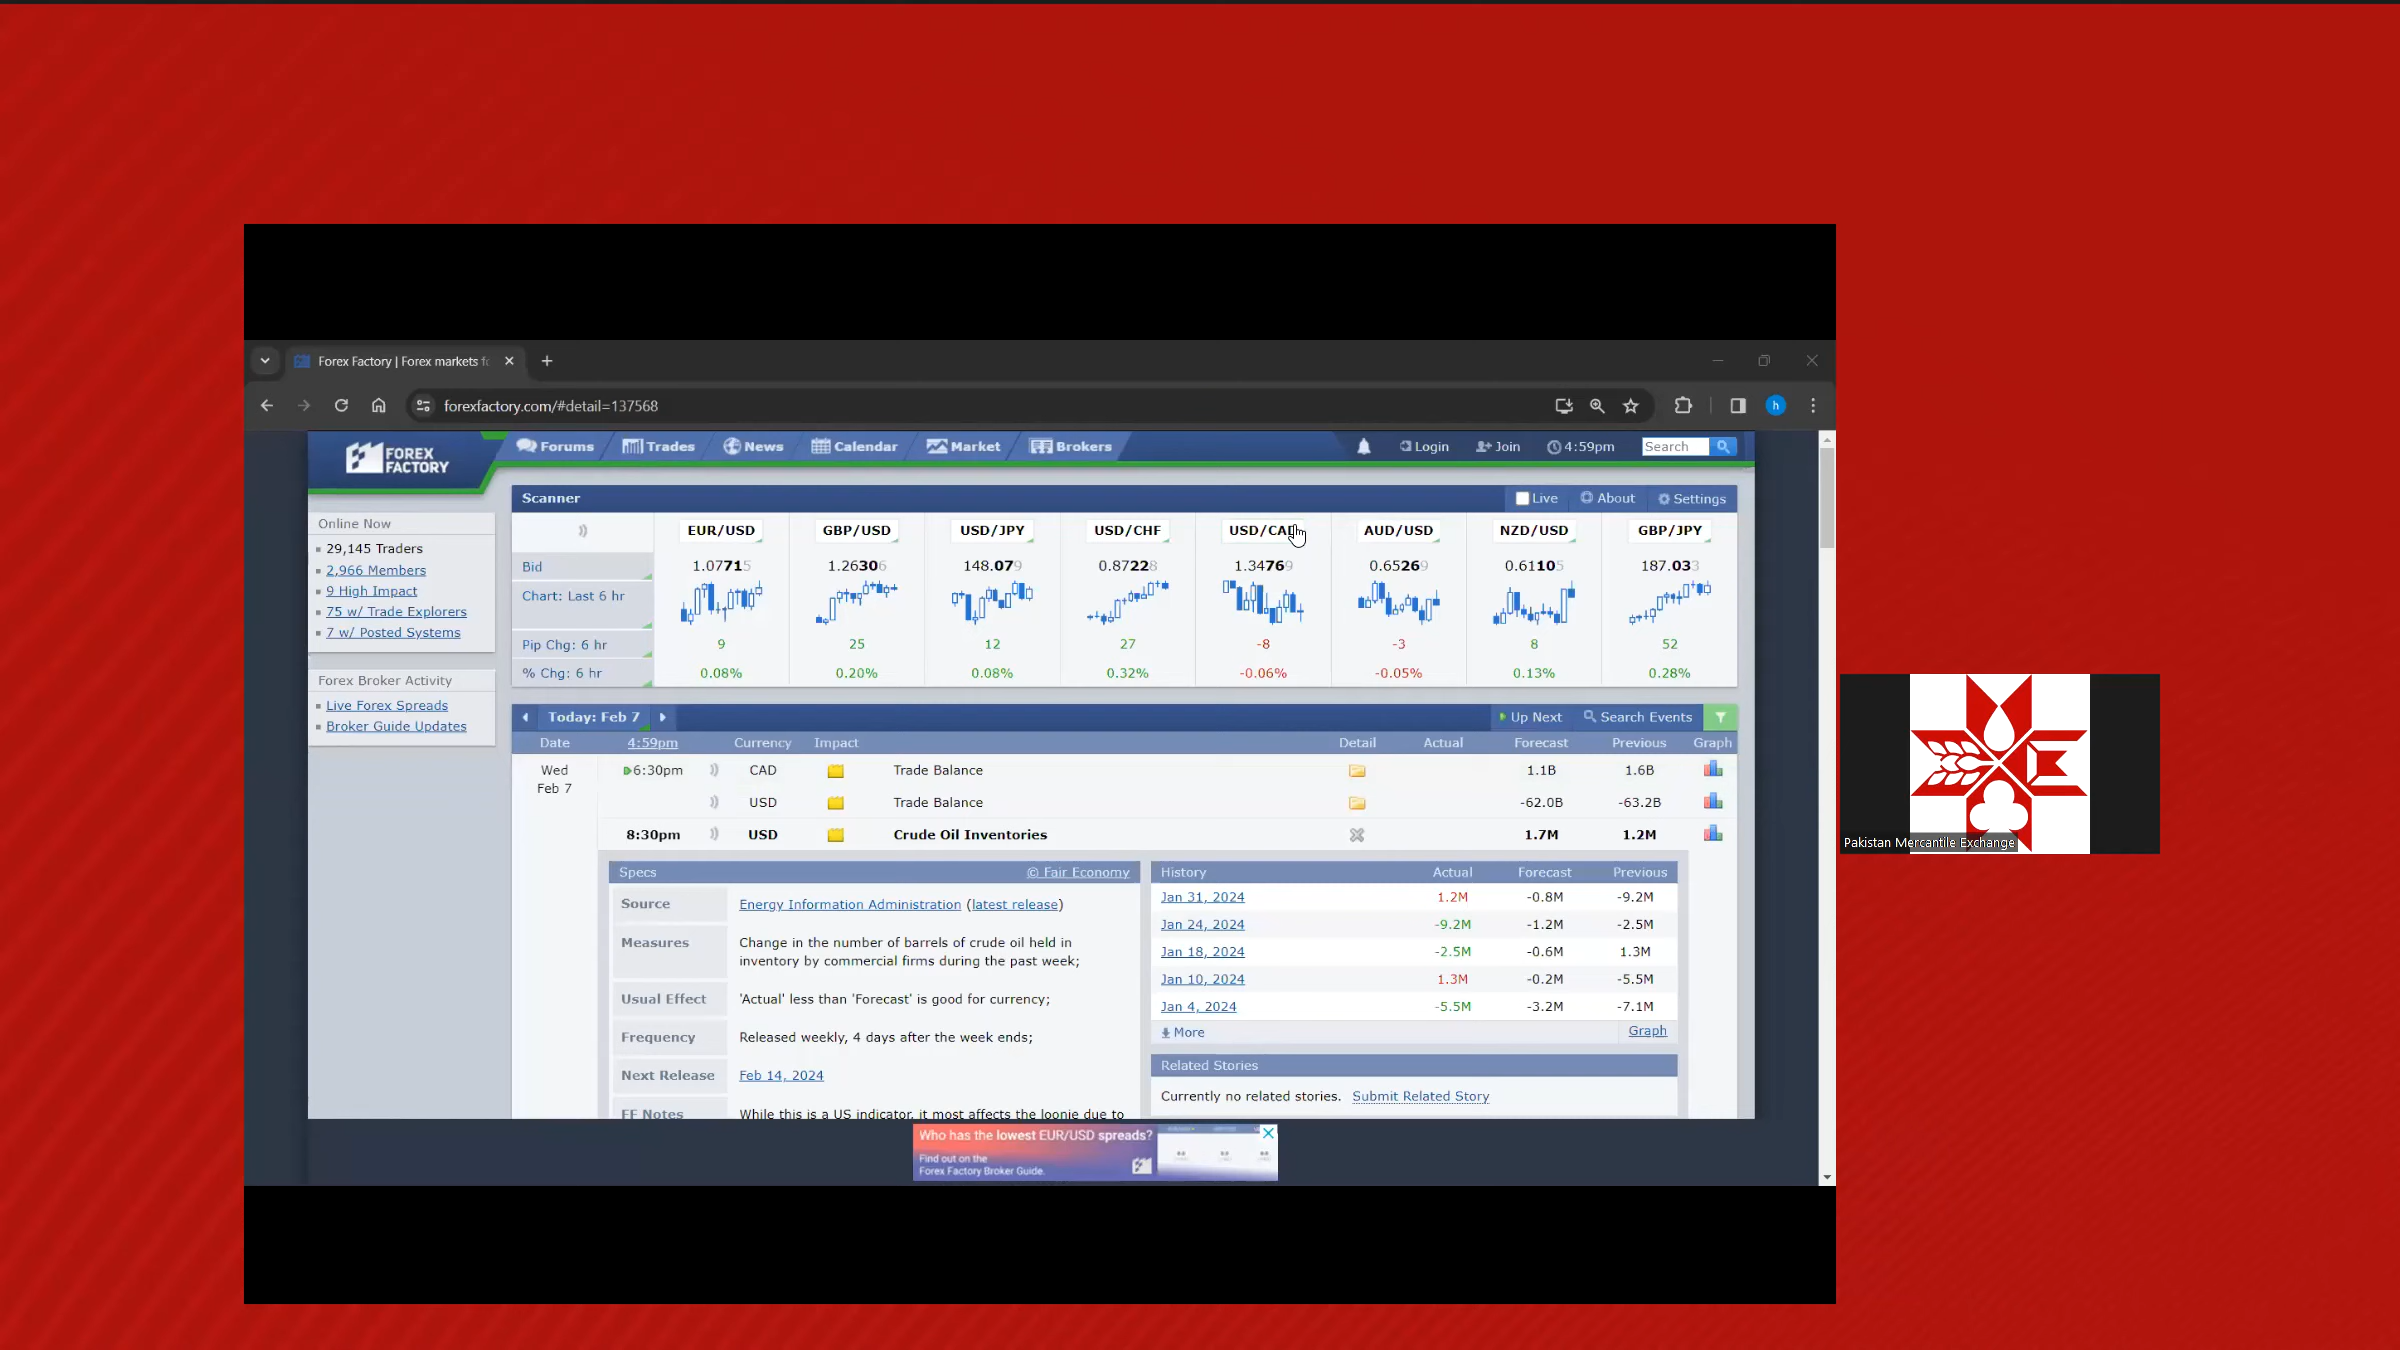 Forex Factory | Forex markets f
forexfactory.com/#detail=137568
h
FOREX FACTORY
Forums
Trades
News
Calendar
Market
Brokers
Login
Join
4:59pm
Search
Online Now
29,145 Traders
2,966 Members
9 High Impact
75 w/ Trade Explorers
7 w/ Posted Systems
Forex Broker Activity
Live Forex Spreads
Broker Guide Updates
Scanner
Live
About
Settings
EUR/USD GBP/USD USD/JPY USD/CHF USD/CAD AUD/USD NZD/USD GBP/JPY
Bid 1.07715 1.26306 148.079 0.87228 1.34769 0.65269 0.61105 187.033
Chart: Last 6 hr
Pip Chg: 6 hr 9 25 12 27 -8 -3 8 52
% Chg: 6 hr 0.08% 0.20% 0.08% 0.32% -0.06% -0.05% 0.13% 0.28%
Today: Feb 7
Up Next
Search Events
Date 4:59pm Currency Impact Detail Actual Forecast Previous Graph
Wed 6:30pm CAD Trade Balance 1.1B 1.6B
Feb 7
USD Trade Balance -62.0B -63.2B
8:30pm USD Crude Oil Inventories 1.7M 1.2M
Specs © Fair Economy
Source Energy Information Administration (latest release)
Measures Change in the number of barrels of crude oil held in
inventory by commercial firms during the past week;
Usual Effect 'Actual' less than 'Forecast' is good for currency;
Frequency Released weekly, 4 days after the week ends;
Next Release Feb 14, 2024
FF Notes While this is a US indicator, it most affects the loonie due to
History Actual Forecast Previous
Jan 31, 2024 1.2M -0.8M -9.2M
Jan 24, 2024 -9.2M -1.2M -2.5M
Jan 18, 2024 -2.5M -0.6M 1.3M
Jan 10, 2024 1.3M -0.2M -5.5M
Jan 4, 2024 -5.5M -3.2M -7.1M
More Graph
Related Stories
Currently no related stories. Submit Related Story
Who has the lowest EUR/USD spreads?
Find out on the
Forex Factory Broker Guide.
Pakistan Mercantile Exchange